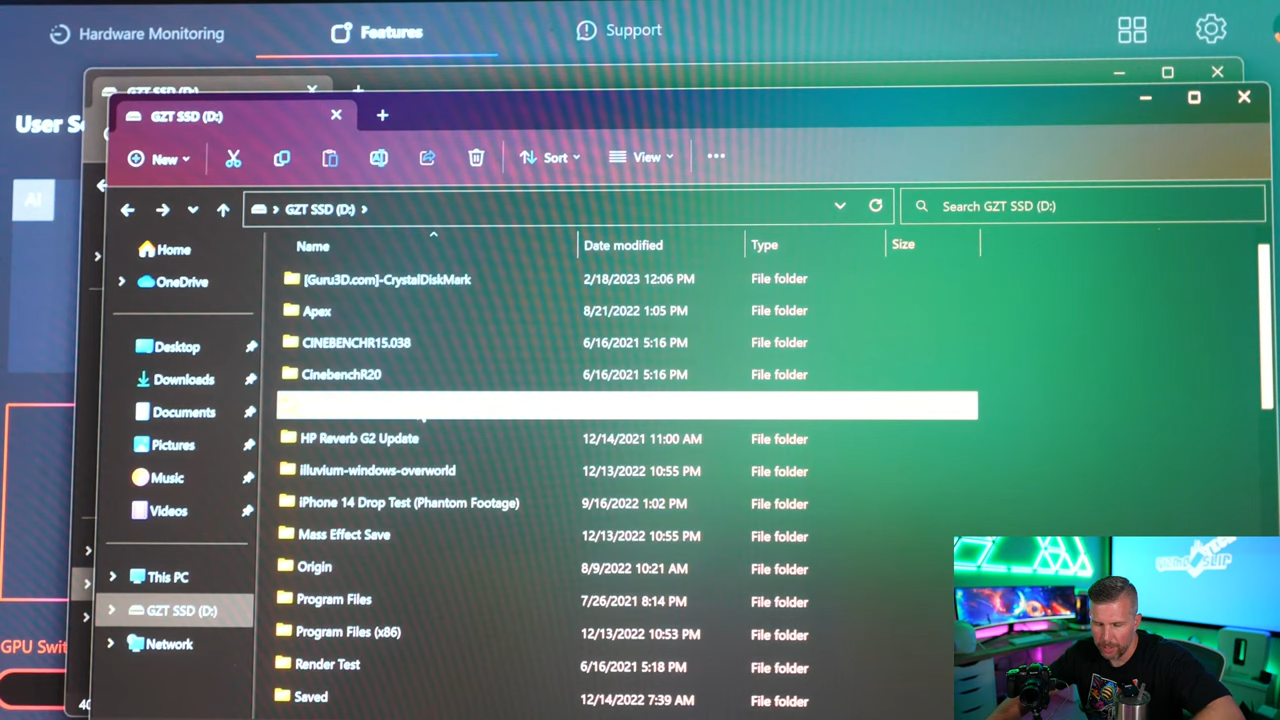 Hardware Monitoring Features Support
GZT SSD (D:)
User Se
GZT SSD (D:)
AI
New Sort View
GZT SSD (D:) Search GZT SSD (D:)
Name Date modified Type Size
Home
OneDrive
Desktop
Downloads
Documents
Pictures
Music
Videos
This PC
GZT SSD (D:)
Network
[Guru3D.com]-CrystalDiskMark 2/18/2023 12:06 PM File folder
Apex 8/21/2022 1:05 PM File folder
CINEBENCHR15.038 6/16/2021 5:16 PM File folder
CinebenchR20 6/16/2021 5:16 PM File folder
HP Reverb G2 Update 12/14/2021 11:00 AM File folder
illuvium-windows-overworld 12/13/2022 10:55 PM File folder
iPhone 14 Drop Test (Phantom Footage) 9/16/2022 1:02 PM File folder
Mass Effect Save 12/13/2022 10:55 PM File folder
Origin 8/9/2022 10:21 AM File folder
Program Files 7/26/2021 8:14 PM File folder
Program Files (x86) 12/13/2022 10:53 PM File folder
Render Test 6/16/2021 5:18 PM File folder
Saved 12/14/2022 7:39 AM File folder
GPU Swit
40